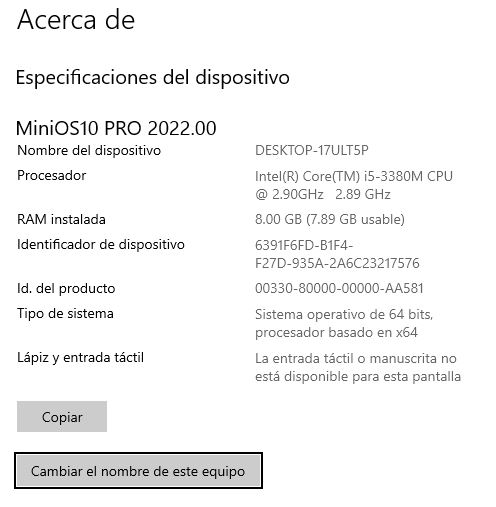 Acerca de
Especificaciones del dispositivo
MiniOS10 PRO 2022.00
Nombre del dispositivo DESKTOP-17ULT5P
Procesador Intel(R) Core(TM) i5-3380M CPU
@ 2.90GHz 2.89 GHz
RAM instalada 8.00 GB (7.89 GB usable)
Identificador de dispositivo 6391F6FD-B1F4-
F27D-935A-2A6C23217576
Id. del producto 00330-80000-00000-AA581
Tipo de sistema Sistema operativo de 64 bits,
procesador basado en x64
Lápiz y entrada táctil La entrada táctil o manuscrita no
está disponible para esta pantalla
Copiar
Cambiar el nombre de este equipo